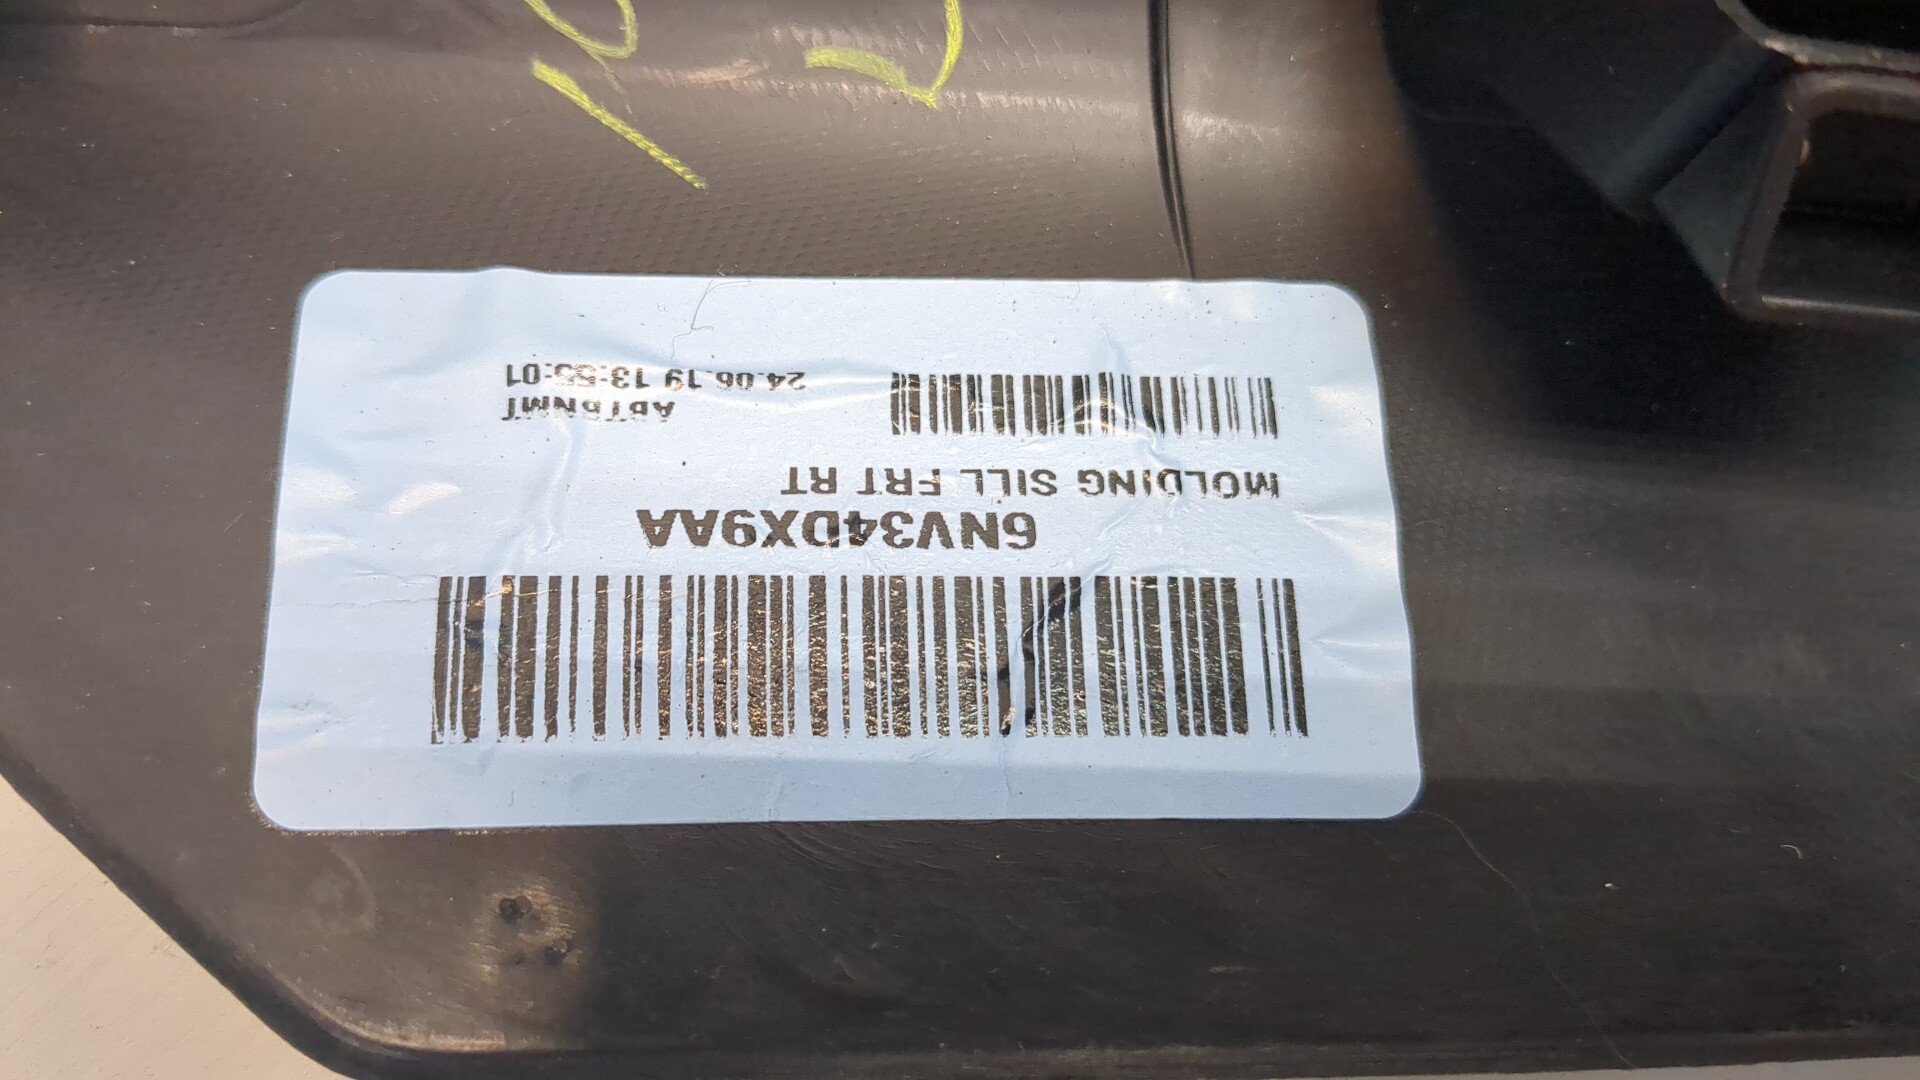 6NV34DX9AA
MOLDING SILL FRT RT
24.06.19 13:55:01